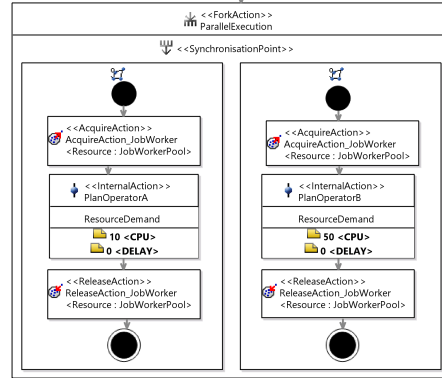 <<ForkAction>>
ParallelExecution
<<SynchronisationPoint>>
<<AcquireAction>>
AcquireAction_JobWorker
<Resource : JobWorkerPool>
<<InternalAction>>
PlanOperatorA
ResourceDemand
10 <CPU>
0 <DELAY>
<<ReleaseAction>>
ReleaseAction_JobWorker
<Resource : JobWorkerPool>
<<AcquireAction>>
AcquireAction_JobWorker
<Resource : JobWorkerPool>
<<InternalAction>>
PlanOperatorB
ResourceDemand
50 <CPU>
0 <DELAY>
<<ReleaseAction>>
ReleaseAction_JobWorker
<Resource : JobWorkerPool>